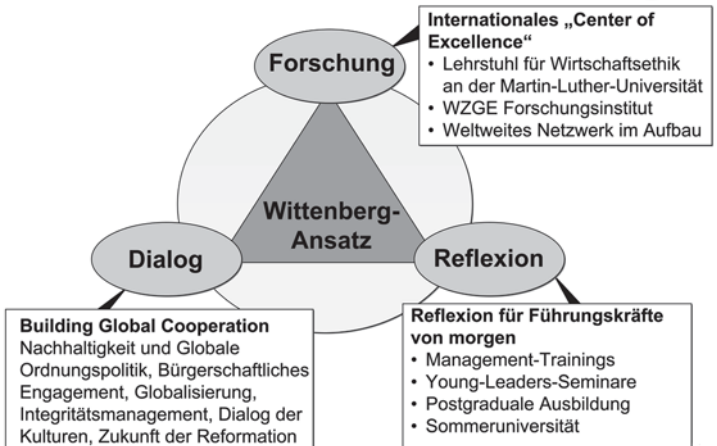 Internationales „Center of
Excellence“
• Lehrstuhl für Wirtschaftsethik
an der Martin-Luther-Universität
• WZGE Forschungsinstitut
• Weltweites Netzwerk im Aufbau
Forschung
Wittenberg-
Ansatz
Dialog
Reflexion
Building Global Cooperation
Nachhaltigkeit und Globale
Ordnungspolitik, Bürgerschaftliches
Engagement, Globalisierung,
Integritätsmanagement, Dialog der
Kulturen, Zukunft der Reformation
Reflexion für Führungskräfte
von morgen
• Management-Trainings
• Young-Leaders-Seminare
• Postgraduale Ausbildung
• Sommeruniversität